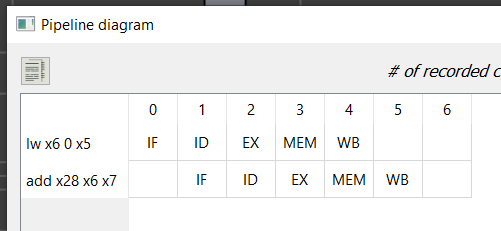 Pipeline diagram
# of recorded c
0 1 2 3 4 5 6
lw x6 0 x5 IF ID EX MEM WB
add x28 x6 x7 IF ID EX MEM WB